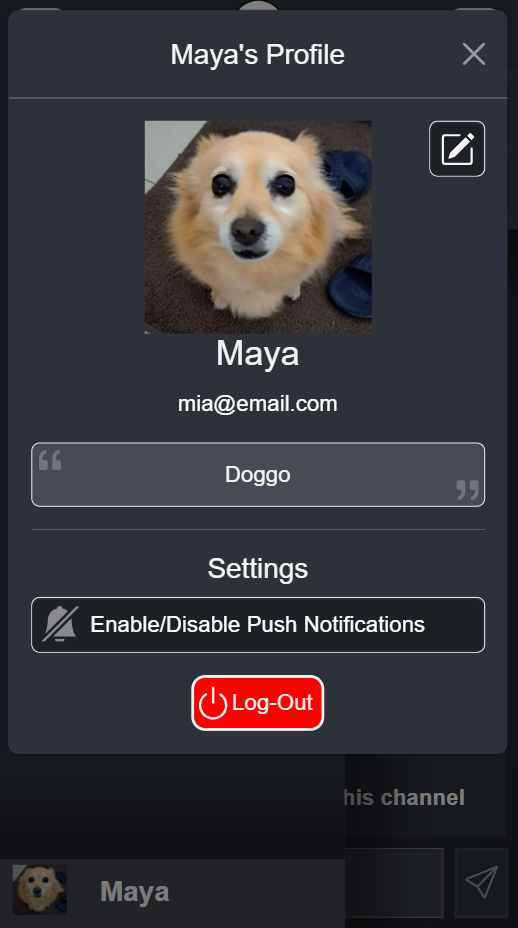 Maya's Profile
Maya
mia@email.com
Doggo
Settings
Enable/Disable Push Notifications
Log-Out
his channel
Maya